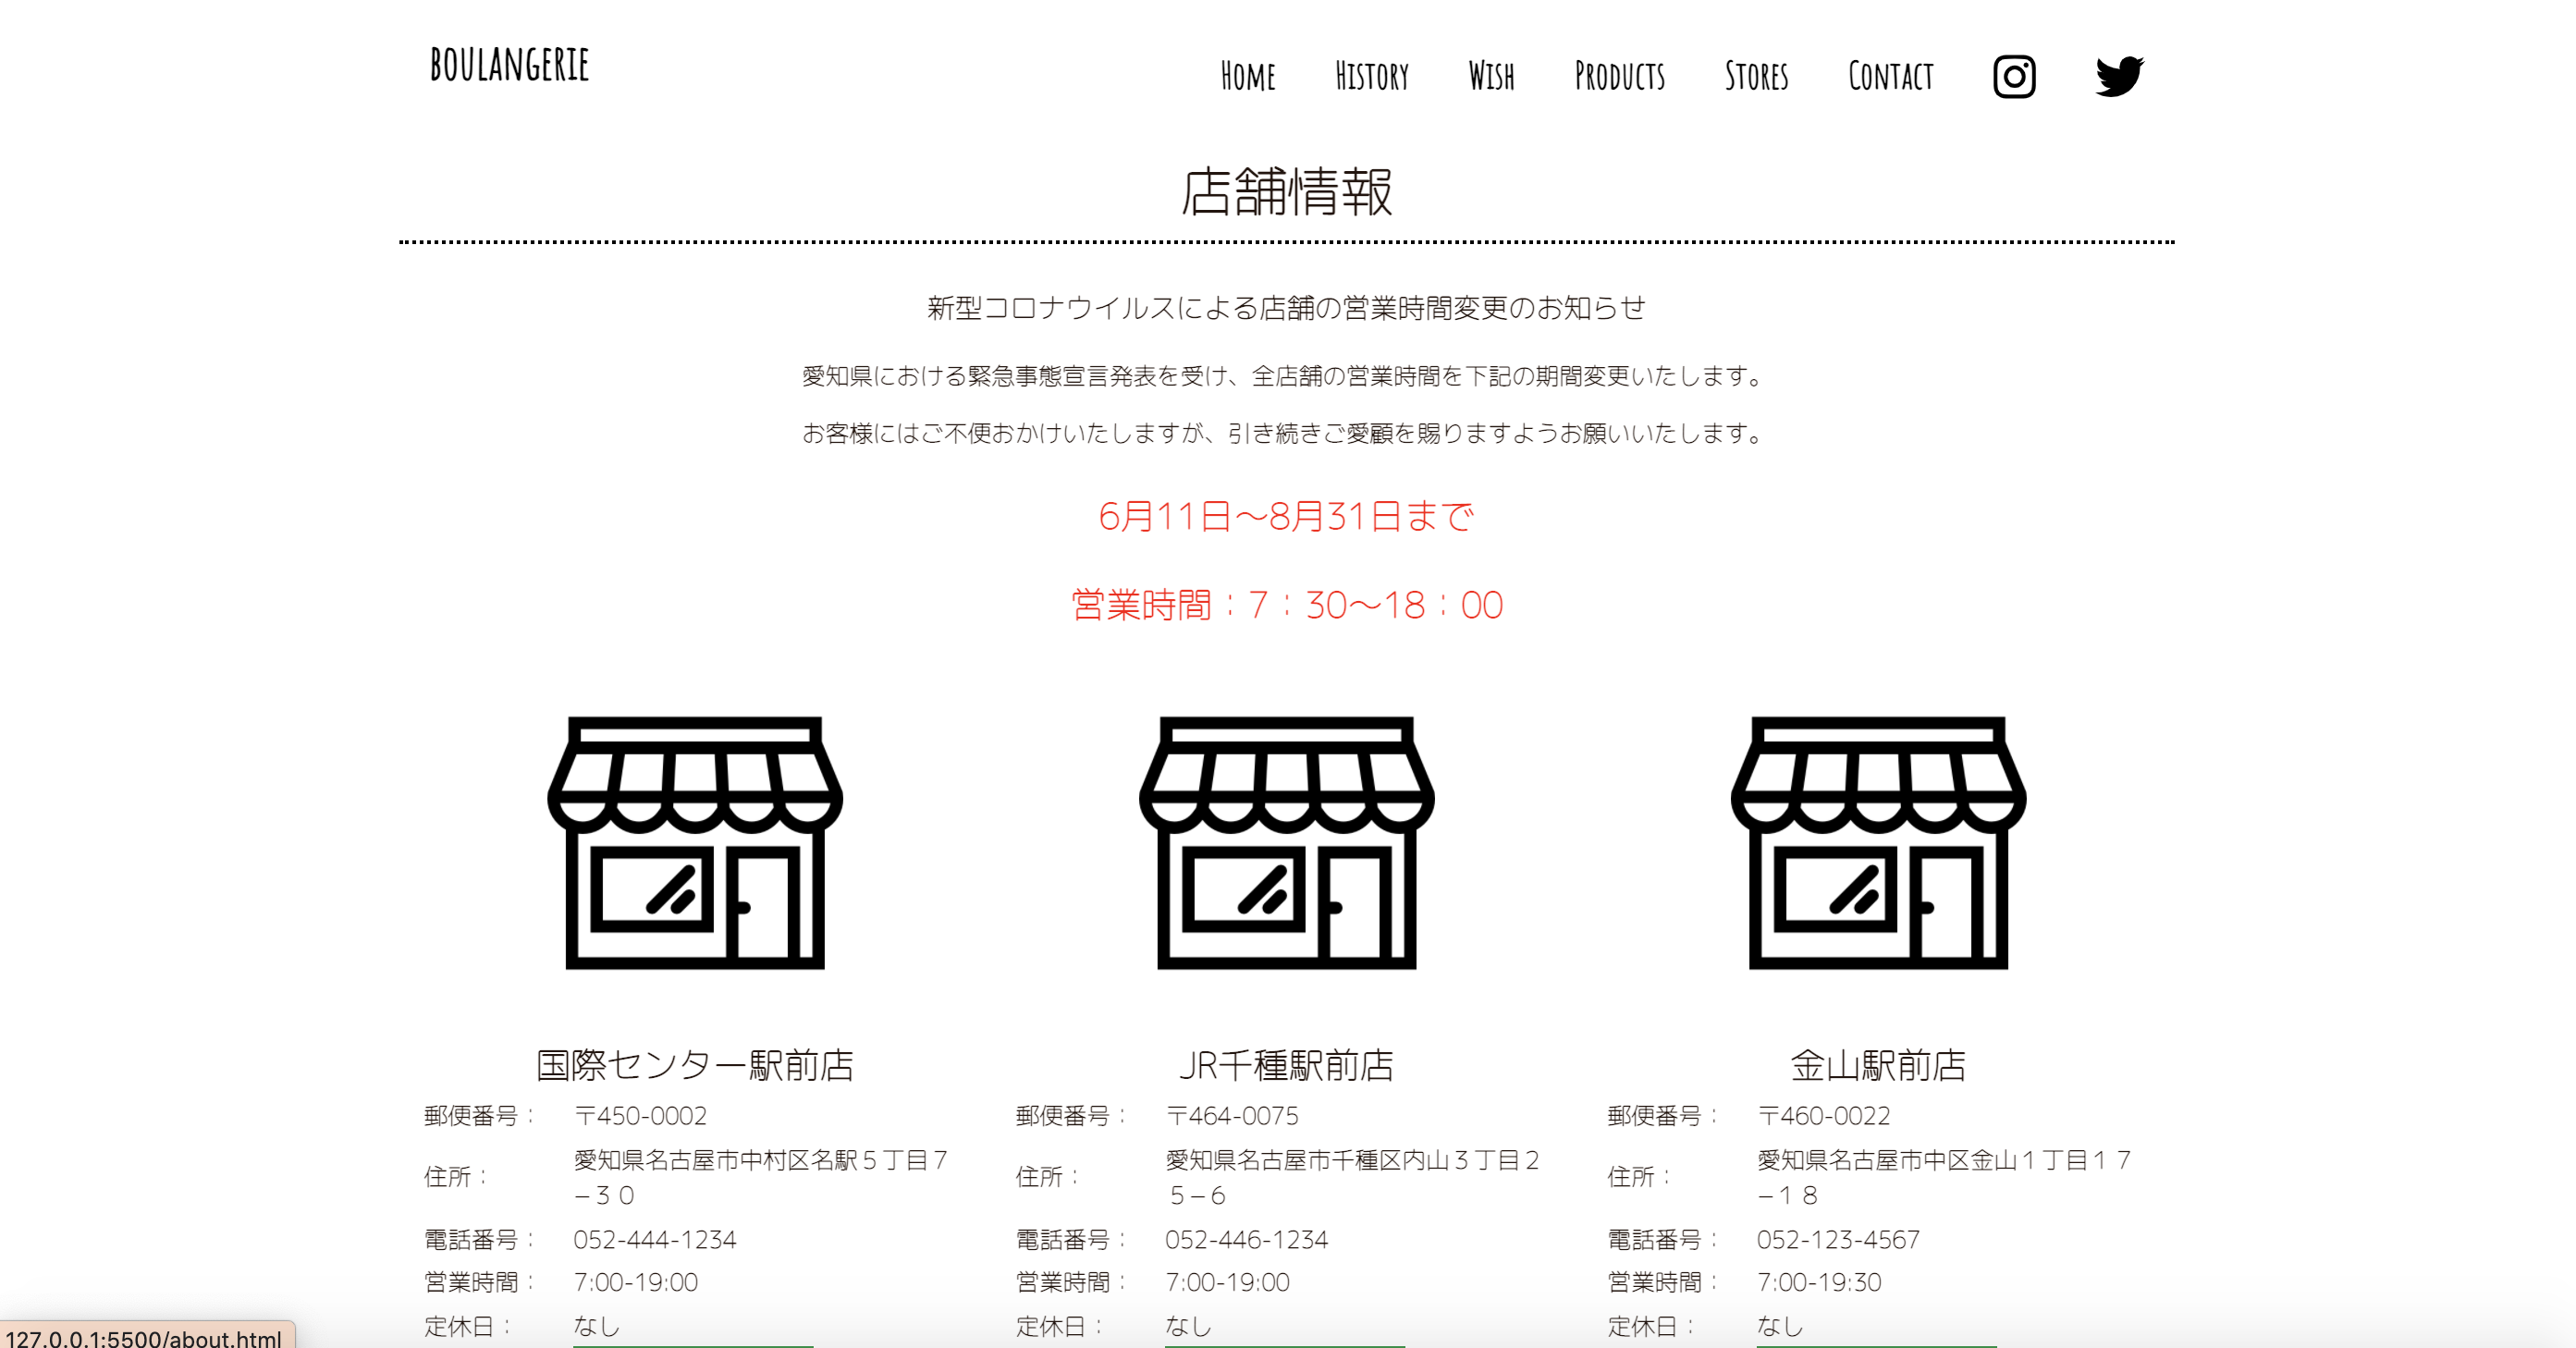 BOULANGERIE
Home History Wish Products Stores Contact
店舗情報
新型コロナウイルスによる店舗の営業時間変更のお知らせ
愛知県における緊急事態宣言発表を受け、全店舗の営業時間を下記の期間変更いたします。
お客様にはご不便おかけいたしますが、引き続きご愛顧を賜りますようお願いいたします。
6月11日〜8月31日まで
営業時間：7：30〜18：00
国際センター駅前店
郵便番号： 〒450-0002
住所： 愛知県名古屋市中村区名駅５丁目７
−３０
電話番号： 052-444-1234
営業時間： 7:00-19:00
定休日： なし
JR千種駅前店
郵便番号： 〒464-0075
住所： 愛知県名古屋市千種区内山３丁目２
５−６
電話番号： 052-446-1234
営業時間： 7:00-19:00
定休日： なし
金山駅前店
郵便番号： 〒460-0022
住所： 愛知県名古屋市中区金山１丁目１７
−１８
電話番号： 052-123-4567
営業時間： 7:00-19:30
定休日： なし
127.0.0.1:5500/about.html